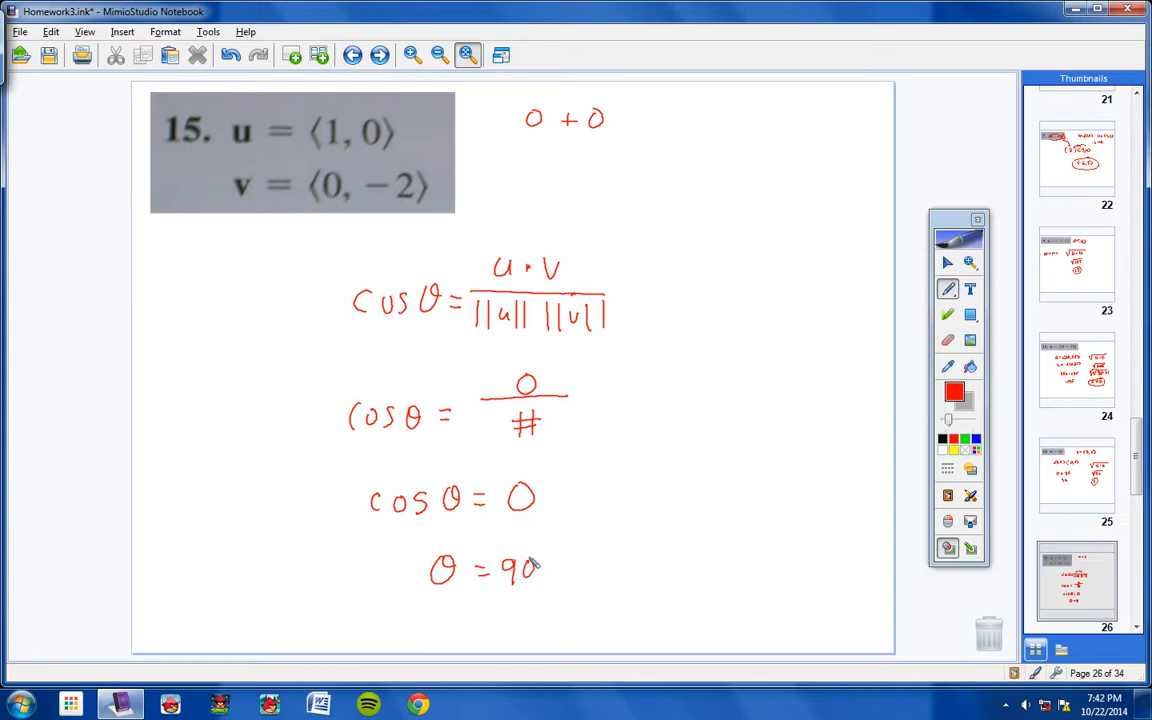 Homework3.ink* - MimioStudio Notebook
File Edit View Insert Format Tools Help
Thumbnails
15. u = ⟨1, 0⟩
v = ⟨0, −2⟩
0 + 0
cos θ = u · v / ||u|| ||v||
cos θ = 0 / #
cos θ = 0
θ = 90
21
22
23
24
25
26
T
Page 26 of 34
7:42 PM
10/22/2014